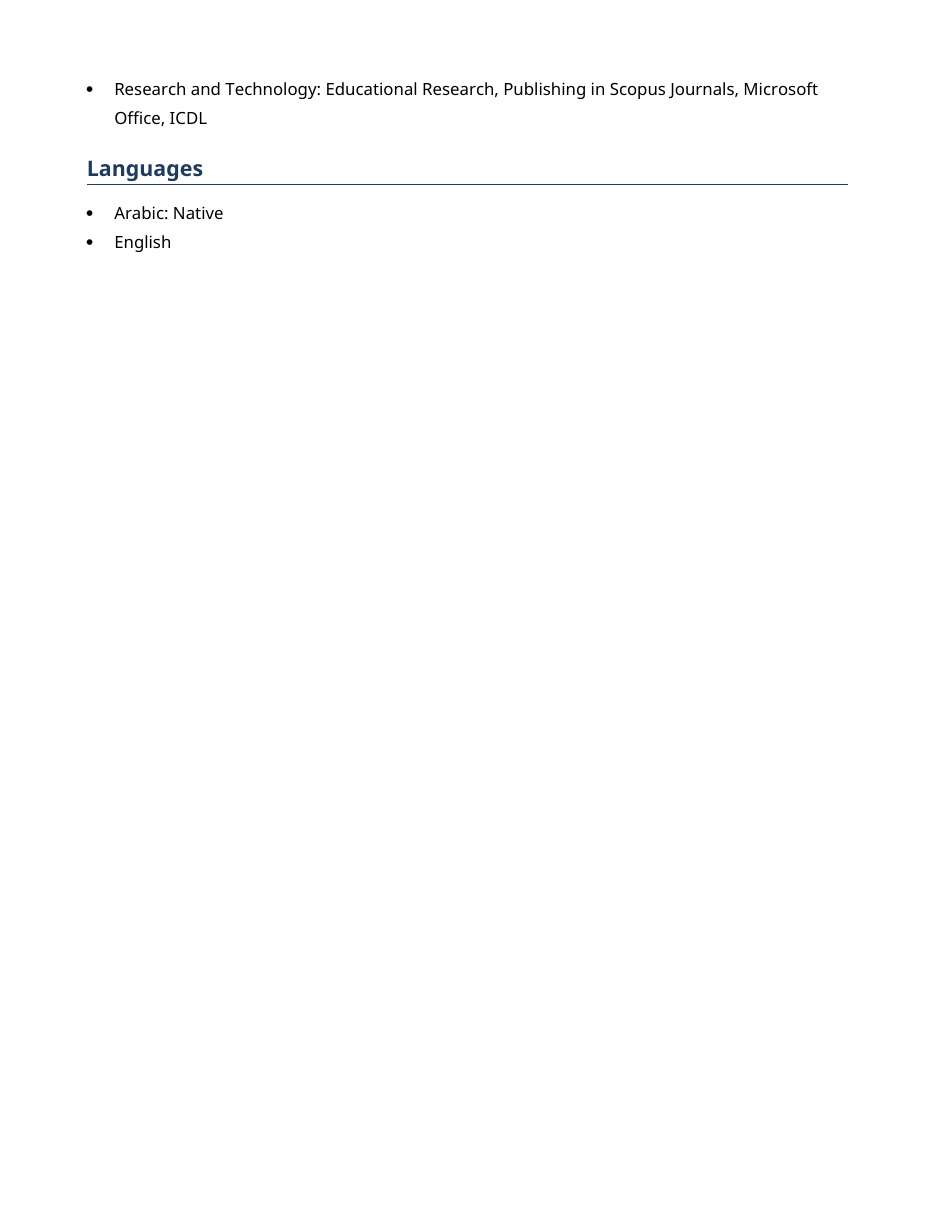 • Research and Technology: Educational Research, Publishing in Scopus Journals, Microsoft
Office, ICDL
Languages
• Arabic: Native
• English